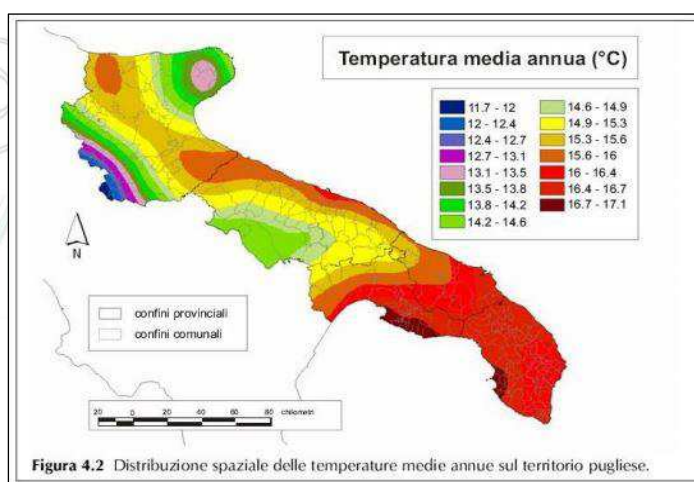 Temperatura media annua (°C)
11.7 - 12
12 - 12.4
12.4 - 12.7
12.7 - 13.1
13.1 - 13.5
13.5 - 13.8
13.8 - 14.2
14.2 - 14.6
14.6 - 14.9
14.9 - 15.3
15.3 - 15.6
15.6 - 16
16 - 16.4
16.4 - 16.7
16.7 - 17.1
N
confini provinciali
confini comunali
20 0 20 40 60 80 chilometri
Figura 4.2 Distribuzione spaziale delle temperature medie annue sul territorio pugliese.